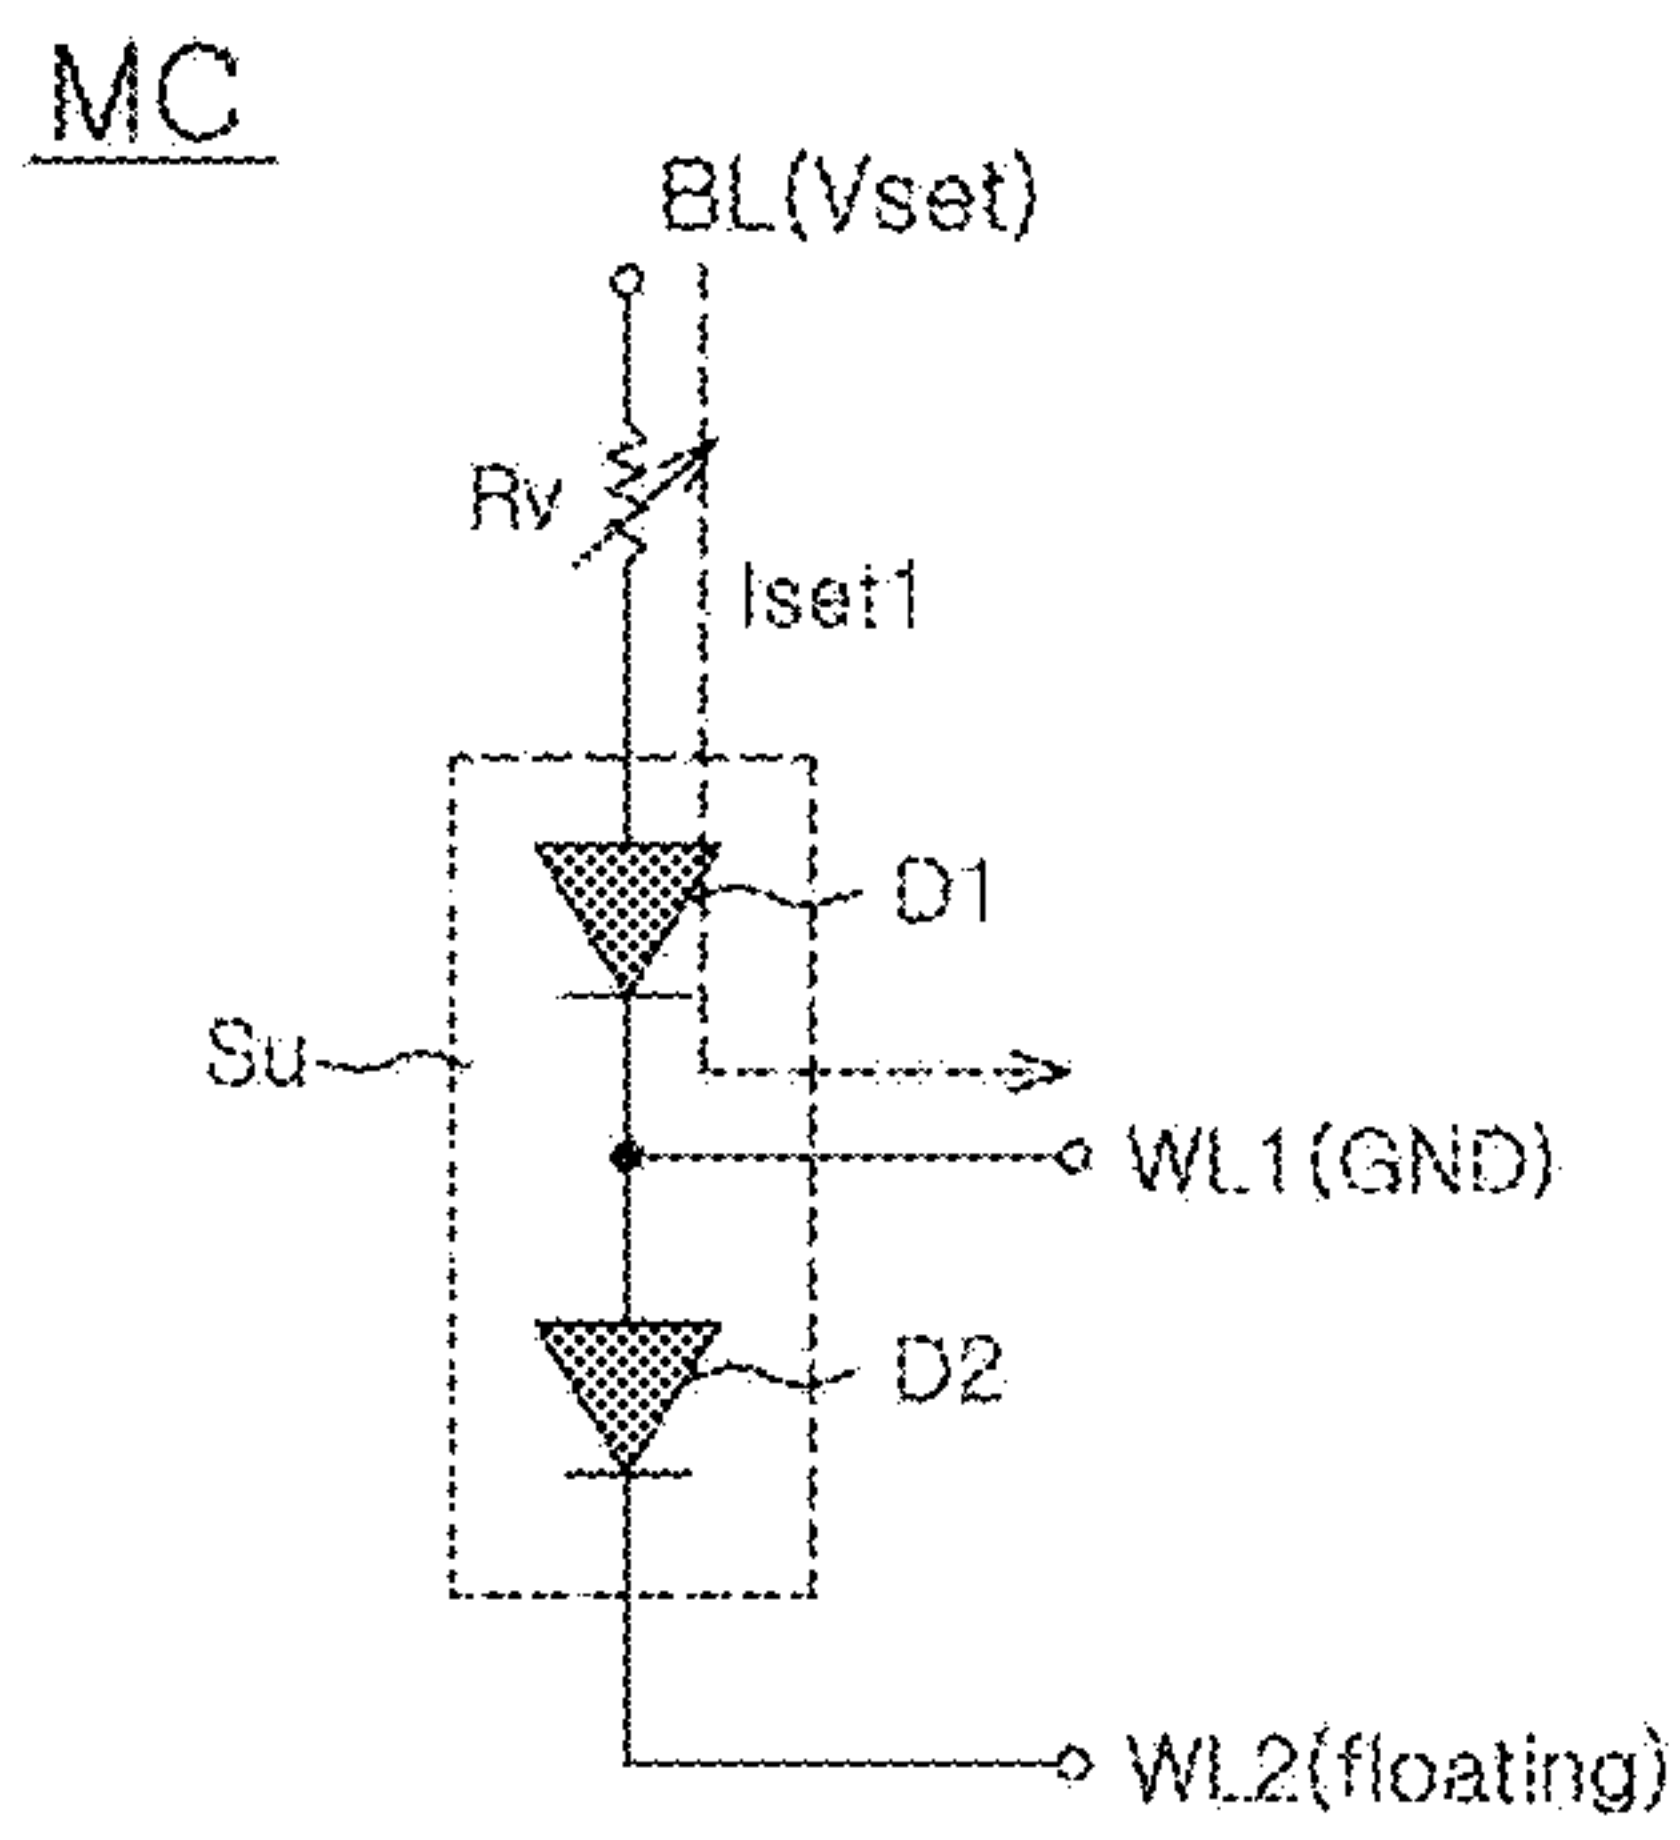 MC
BL(Vset)
Rv
Iset1
D1
Su
WL1(GND)
D2
WL2(floating)